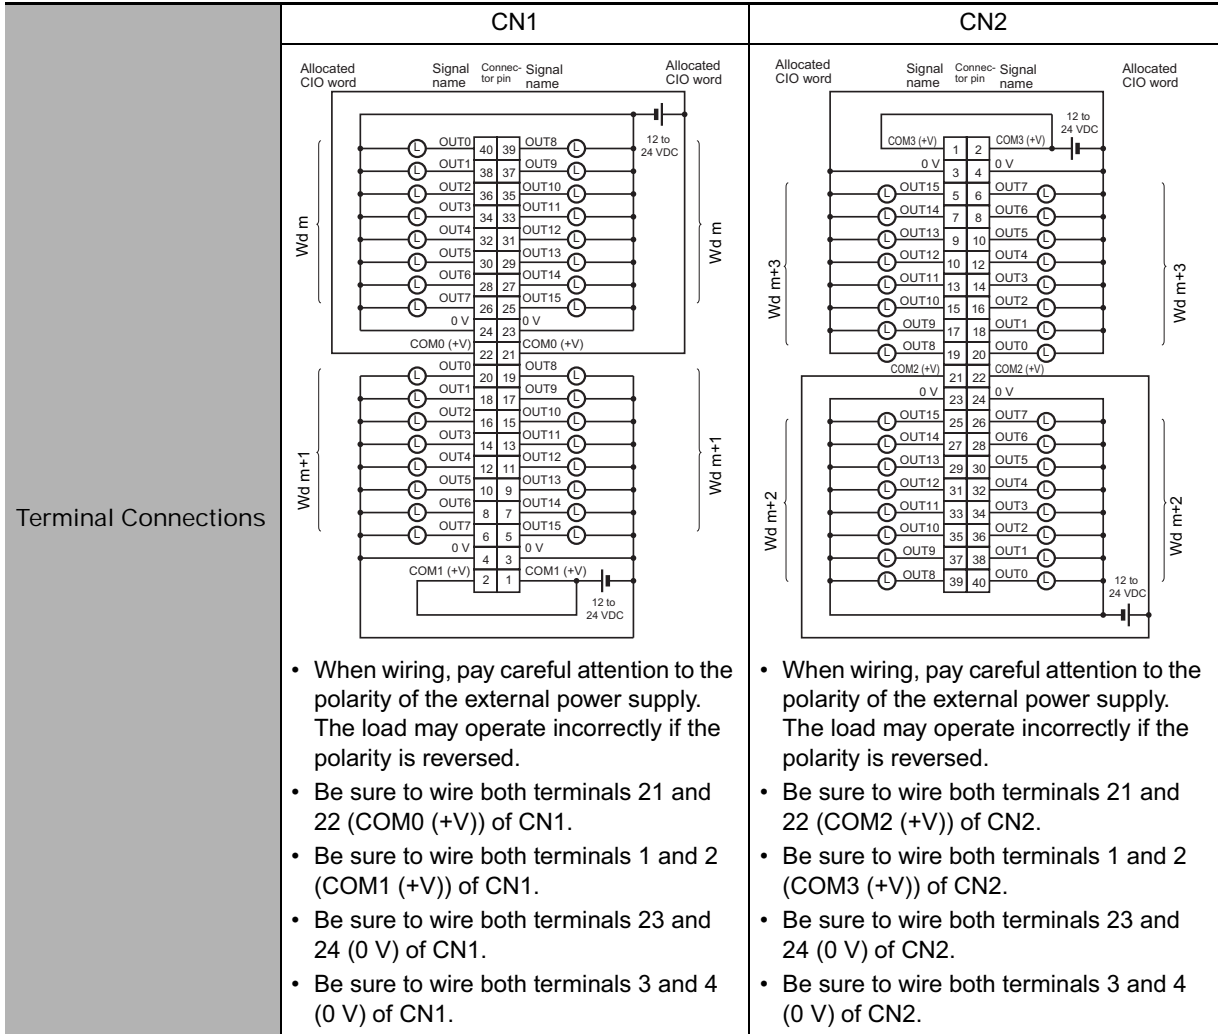 CN1
CN2
Terminal Connections
Allocated CIO word
Signal name
Connec- tor pin
Signal name
Allocated CIO word
12 to 24 VDC
OUT0 40 39 OUT8
OUT1 38 37 OUT9
OUT2 36 35 OUT10
OUT3 34 33 OUT11
OUT4 32 31 OUT12
OUT5 30 29 OUT13
OUT6 28 27 OUT14
OUT7 26 25 OUT15
0 V 24 23 0 V
COM0 (+V) 22 21 COM0 (+V)
Wd m
Wd m
L L
L L
L L
L L
L L
L L
L L
L L
OUT0 20 19 OUT8
OUT1 18 17 OUT9
OUT2 16 15 OUT10
OUT3 14 13 OUT11
OUT4 12 11 OUT12
OUT5 10 9 OUT13
OUT6 8 7 OUT14
OUT7 6 5 OUT15
0 V 4 3 0 V
COM1 (+V) 2 1 COM1 (+V)
Wd m+1
Wd m+1
L L
L L
L L
L L
L L
L L
L L
L L
12 to 24 VDC
• When wiring, pay careful attention to the
polarity of the external power supply.
The load may operate incorrectly if the
polarity is reversed.
• Be sure to wire both terminals 21 and
22 (COM0 (+V)) of CN1.
• Be sure to wire both terminals 1 and 2
(COM1 (+V)) of CN1.
• Be sure to wire both terminals 23 and
24 (0 V) of CN1.
• Be sure to wire both terminals 3 and 4
(0 V) of CN1.
Allocated CIO word
Signal name
Connec- tor pin
Signal name
Allocated CIO word
12 to 24 VDC
COM3 (+V) 1 2 COM3 (+V)
0 V 3 4 0 V
OUT15 5 6 OUT7
OUT14 7 8 OUT6
OUT13 9 10 OUT5
OUT12 10 12 OUT4
OUT11 13 14 OUT3
OUT10 15 16 OUT2
OUT9 17 18 OUT1
OUT8 19 20 OUT0
Wd m+3
Wd m+3
L L
L L
L L
L L
L L
L L
L L
L L
COM2 (+V) 21 22 COM2 (+V)
0 V 23 24 0 V
OUT15 25 26 OUT7
OUT14 27 28 OUT6
OUT13 29 30 OUT5
OUT12 31 32 OUT4
OUT11 33 34 OUT3
OUT10 35 36 OUT2
OUT9 37 38 OUT1
OUT8 39 40 OUT0
Wd m+2
Wd m+2
L L
L L
L L
L L
L L
L L
L L
L L
12 to 24 VDC
• When wiring, pay careful attention to the
polarity of the external power supply.
The load may operate incorrectly if the
polarity is reversed.
• Be sure to wire both terminals 21 and
22 (COM2 (+V)) of CN2.
• Be sure to wire both terminals 1 and 2
(COM3 (+V)) of CN2.
• Be sure to wire both terminals 23 and
24 (0 V) of CN2.
• Be sure to wire both terminals 3 and 4
(0 V) of CN2.